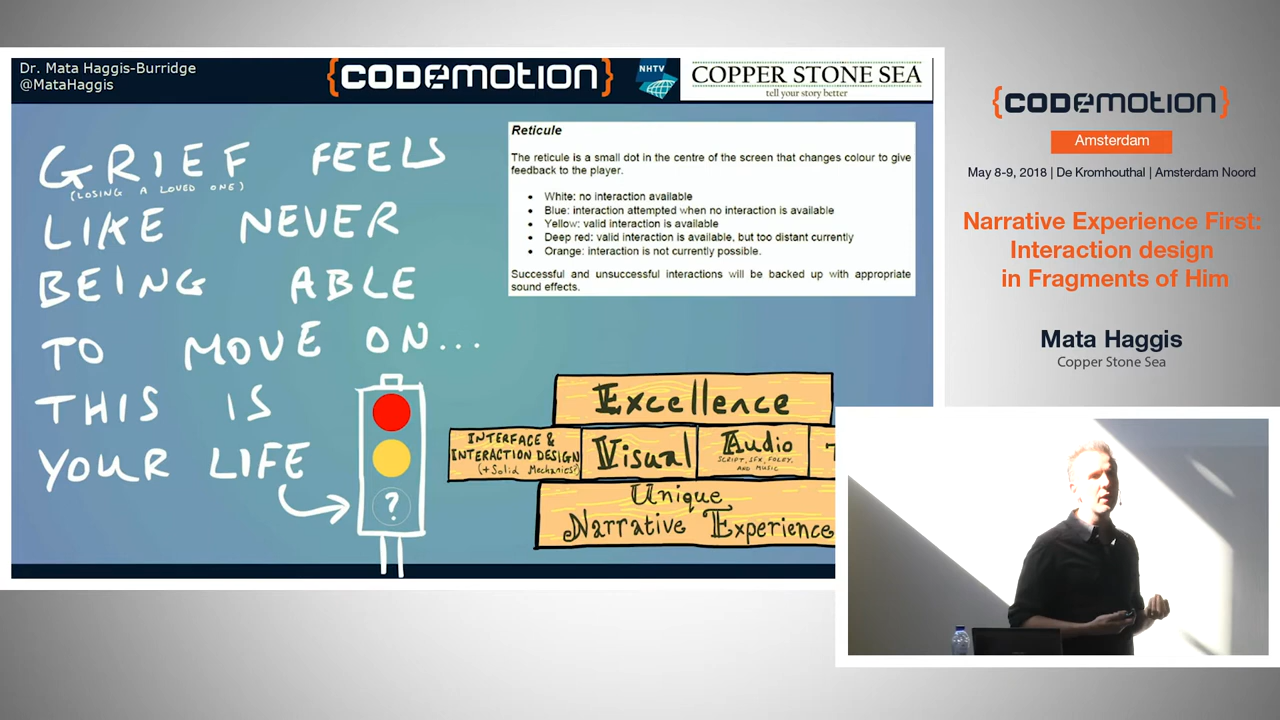 Dr. Mata Haggis-Burridge
@MataHaggis
{CODEMOTION}
NHTV
COPPER STONE SEA
tell your story better
GRIEF FEELS
(LOSING A LOVED ONE)
LIKE NEVER
BEING ABLE
TO MOVE ON...
THIS IS
YOUR LIFE
?
Reticule
The reticule is a small dot in the centre of the screen that changes colour to give
feedback to the player.
• White: no interaction available
• Blue: interaction attempted when no interaction is available
• Yellow: valid interaction is available
• Deep red: valid interaction is available, but too distant currently
• Orange: interaction is not currently possible.
Successful and unsuccessful interactions will be backed up with appropriate
sound effects.
Excellence
INTERFACE &
INTERACTION DESIGN
(+Solid Mechanics?)
Visual
Audio
SCRIPT, SFX, FOLEY,
AND MUSIC
Unique
Narrative Experience
{CODEMOTION}
Amsterdam
May 8-9, 2018 | De Kromhouthal | Amsterdam Noord
Narrative Experience First:
Interaction design
in Fragments of Him
Mata Haggis
Copper Stone Sea